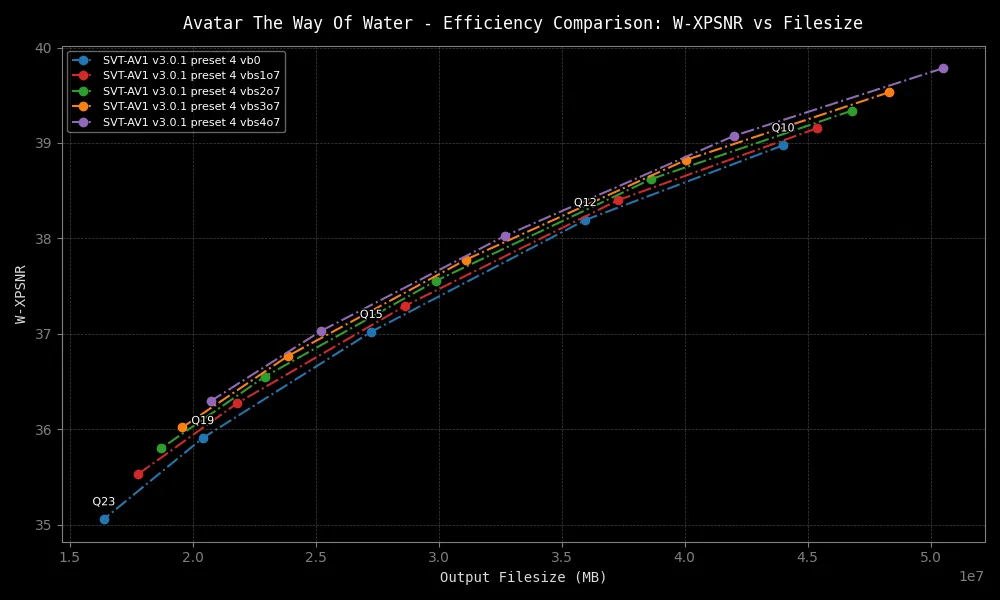 Avatar The Way Of Water - Efficiency Comparison: W-XPSNR vs Filesize
SVT-AV1 v3.0.1 preset 4 vb0
SVT-AV1 v3.0.1 preset 4 vbs1o7
SVT-AV1 v3.0.1 preset 4 vbs2o7
SVT-AV1 v3.0.1 preset 4 vbs3o7
SVT-AV1 v3.0.1 preset 4 vbs4o7
40
39
38
37
36
35
W-XPSNR
Q10
Q12
Q15
Q19
Q23
1.5 2.0 2.5 3.0 3.5 4.0 4.5 5.0
1e7
Output Filesize (MB)